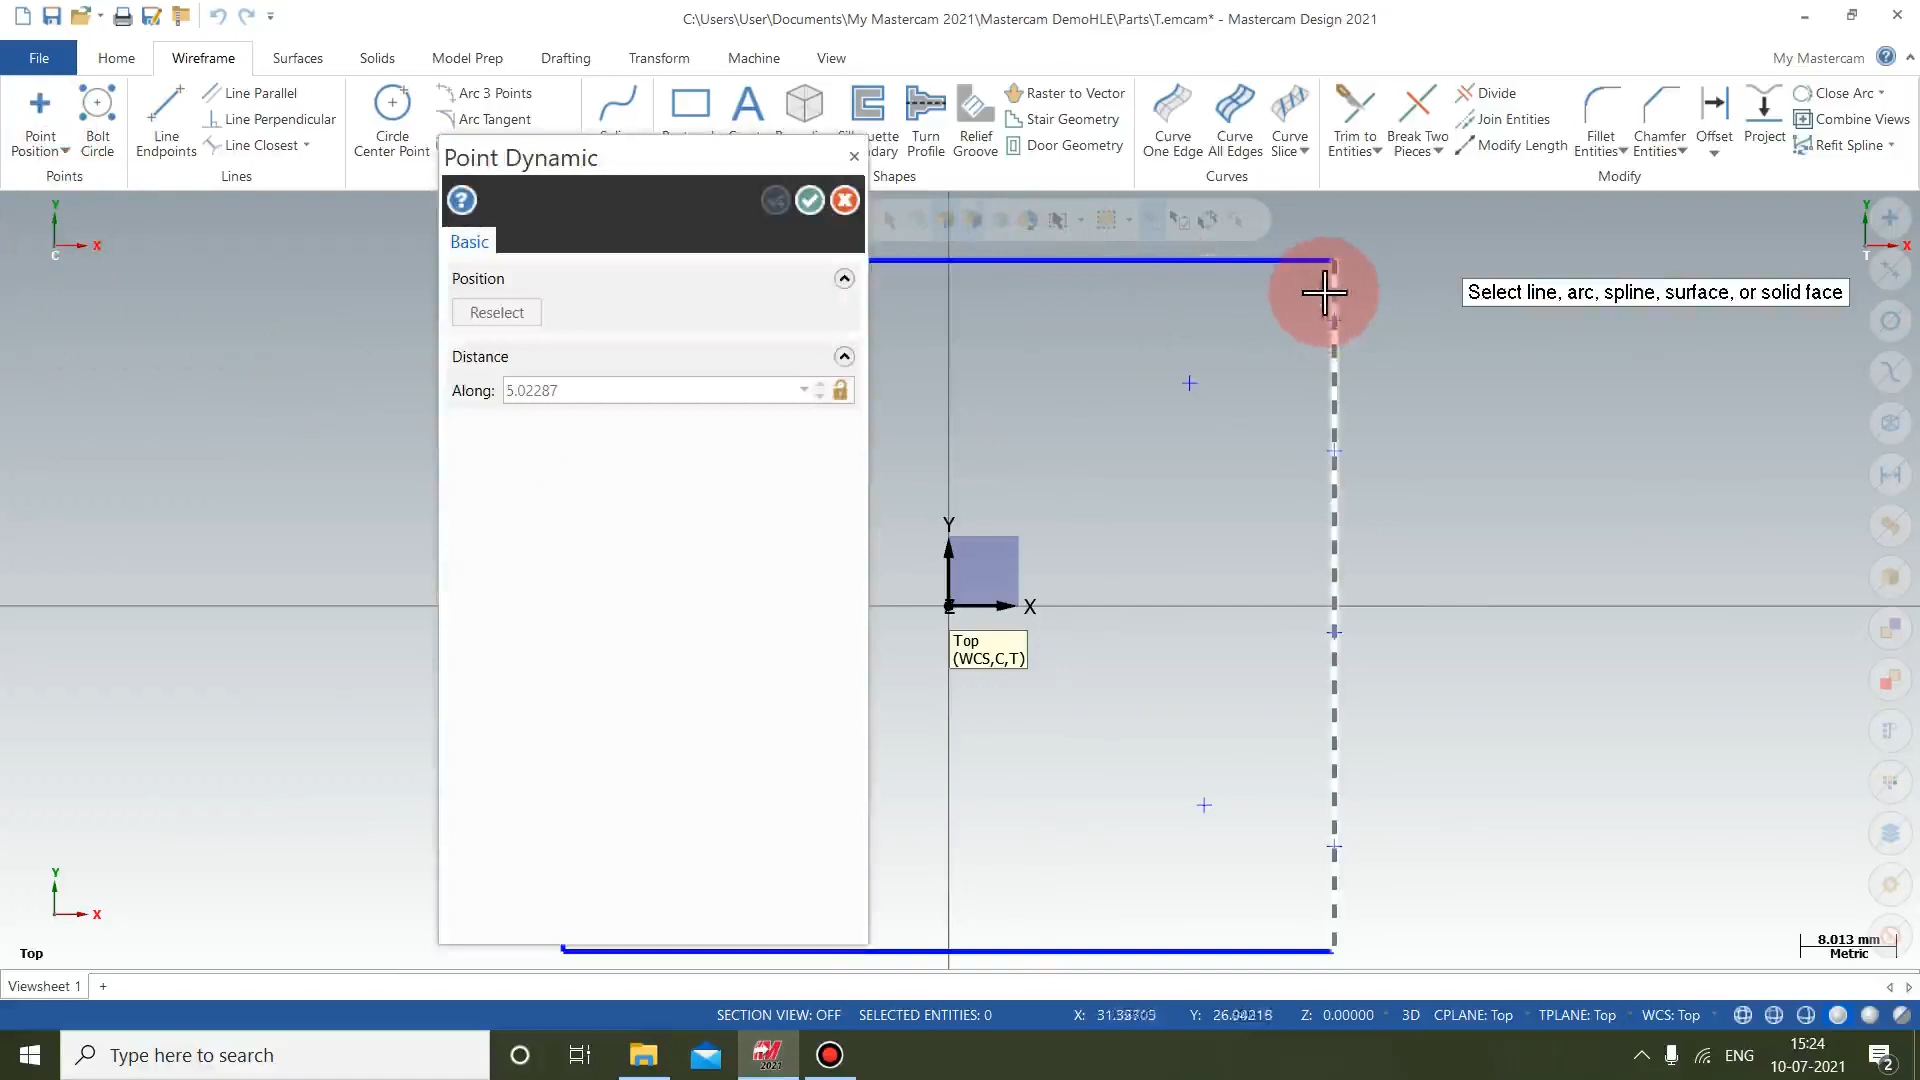 C:\Users\User\Documents\My Mastercam 2021\Mastercam DemoHLE\Parts\T.emcam* - Mastercam Design 2021
File
Home
Wireframe
Surfaces
Solids
Model Prep
Drafting
Transform
Machine
View
My Mastercam
Point Position
Bolt Circle
Points
Line Endpoints
Line Parallel
Line Perpendicular
Line Closest
Lines
Circle Center Point
Arc 3 Points
Arc Tangent
Turn Profile
Relief Groove
Raster to Vector
Stair Geometry
Door Geometry
Shapes
Curve One Edge
Curve All Edges
Curve Slice
Curves
Trim to Entities
Break Two Pieces
Divide
Join Entities
Modify Length
Fillet Entities
Chamfer Entities
Offset
Project
Close Arc
Combine Views
Refit Spline
Modify
Point Dynamic
Basic
Position
Reselect
Distance
Along: 5.02287
Select line, arc, spline, surface, or solid face
Y
X
C
Y
X
T
Y
X
Top
(WCS,C,T)
Y
X
Top
8.013 mm
Metric
Viewsheet 1
+
SECTION VIEW: OFF
SELECTED ENTITIES: 0
X:
Y:
Z: 0.00000
3D
CPLANE: Top
TPLANE: Top
WCS: Top
Type here to search
2021
ENG
15:24
10-07-2021
2